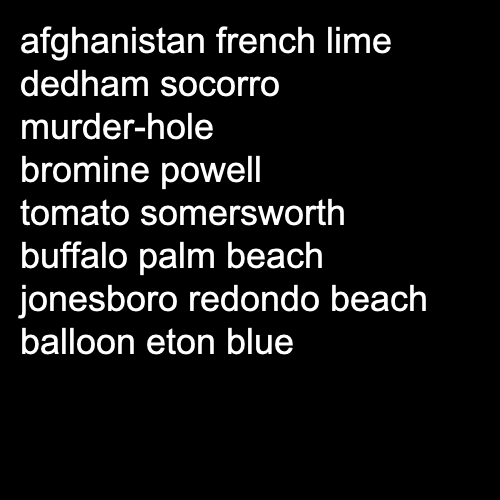 afghanistan french lime
dedham socorro
murder-hole
bromine powell
tomato somersworth
buffalo palm beach
jonesboro redondo beach
balloon eton blue